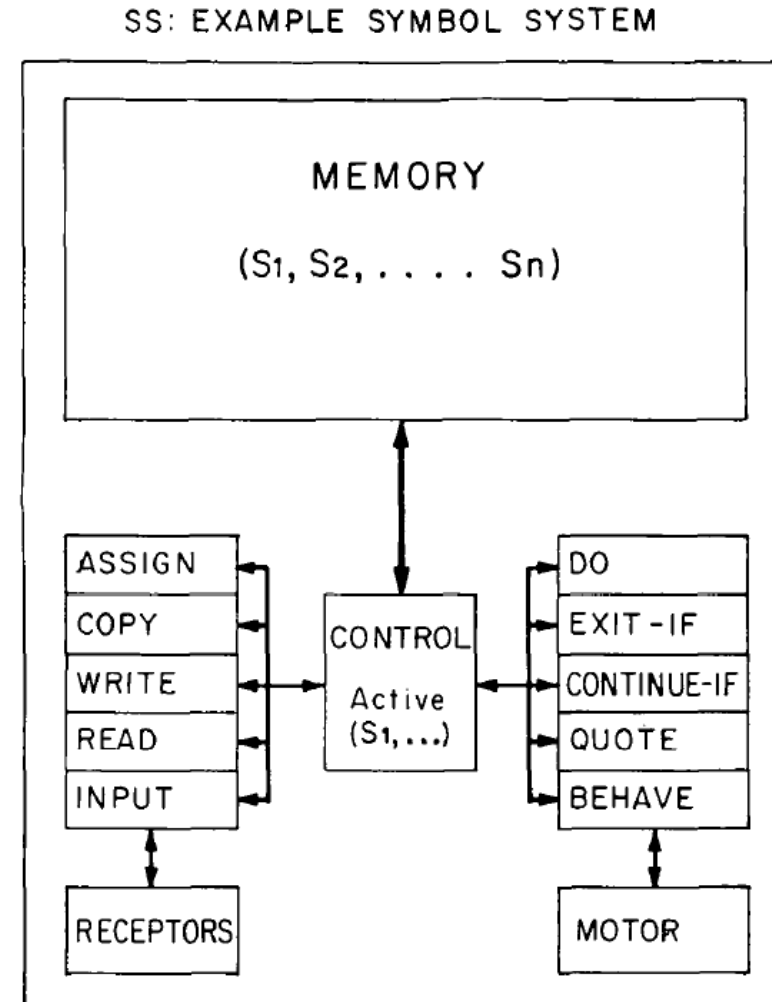 SS: EXAMPLE SYMBOL SYSTEM
MEMORY
(S1, S2, . . . . Sn)
ASSIGN
COPY
WRITE
READ
INPUT
RECEPTORS
CONTROL
Active
(S1,...)
DO
EXIT-IF
CONTINUE-IF
QUOTE
BEHAVE
MOTOR